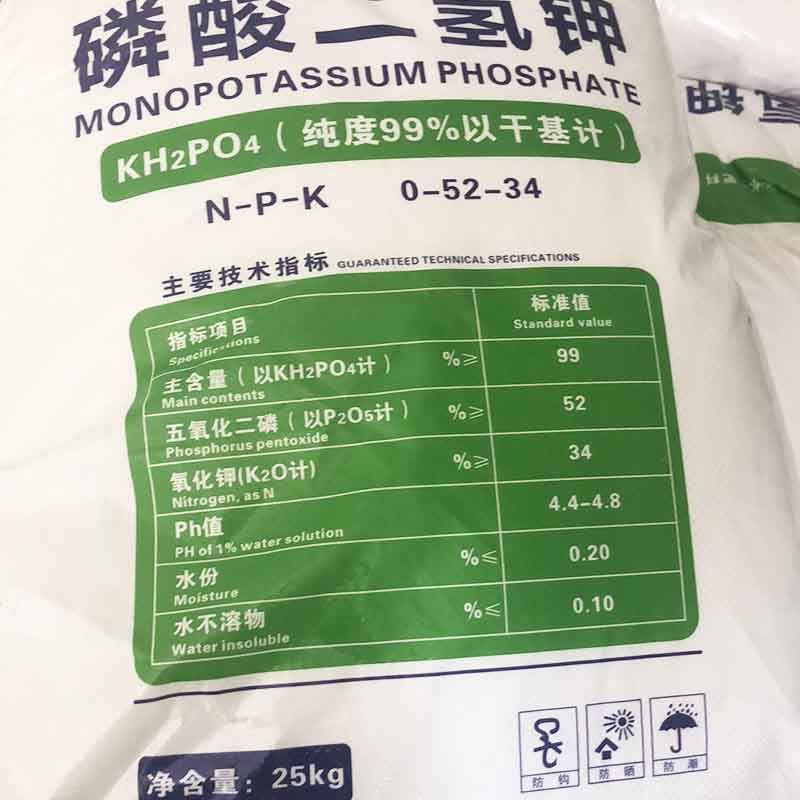 磷酸二氢钾
MONOPOTASSIUM PHOSPHATE
KH2PO4（纯度99%以干基计）
N-P-K 0-52-34
主要技术指标 GUARANTEED TECHNICAL SPECIFICATIONS
指标项目 标准值
Specifications Standard value
主含量（以KH2PO4计） %≥ 99
Main contents
五氧化二磷（以P2O5计） %≥ 52
Phosphorus pentoxide
氧化钾(K2O计) %≥ 34
Nitrogen, as N
Ph值 4.4-4.8
PH of 1% water solution
水份 %≤ 0.20
Moisture
水不溶物 %≤ 0.10
Water insoluble
净含量：25kg
防钩 防晒 防潮
氢钾
肥料